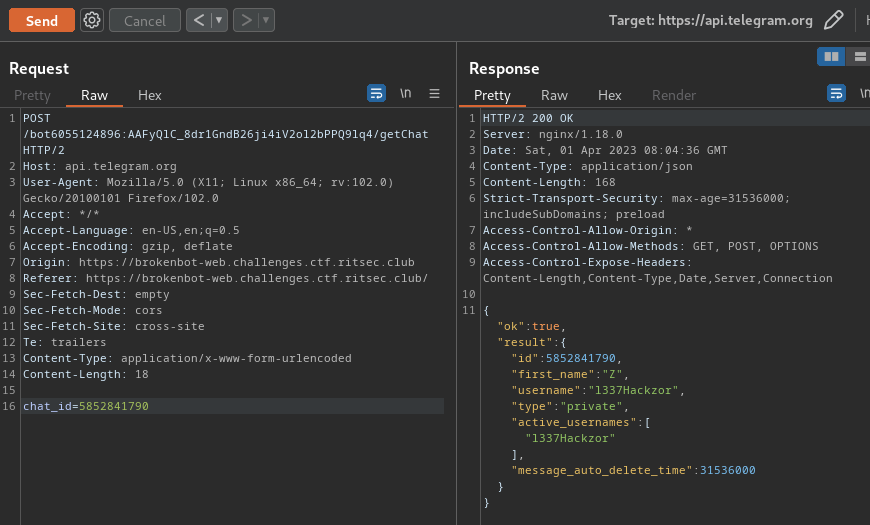 Send Cancel < > Target: https://api.telegram.org H
Request
Pretty Raw Hex \n
1 POST
/bot6055124896:AAFyQlC_8dr1GndB26ji4iV2ol2bPPQ9lq4/getChat
HTTP/2
2 Host: api.telegram.org
3 User-Agent: Mozilla/5.0 (X11; Linux x86_64; rv:102.0)
Gecko/20100101 Firefox/102.0
4 Accept: */*
5 Accept-Language: en-US,en;q=0.5
6 Accept-Encoding: gzip, deflate
7 Origin: https://brokenbot-web.challenges.ctf.ritsec.club
8 Referer: https://brokenbot-web.challenges.ctf.ritsec.club/
9 Sec-Fetch-Dest: empty
10 Sec-Fetch-Mode: cors
11 Sec-Fetch-Site: cross-site
12 Te: trailers
13 Content-Type: application/x-www-form-urlencoded
14 Content-Length: 18
15
16 chat_id=5852841790
Response
Pretty Raw Hex Render \n
1 HTTP/2 200 OK
2 Server: nginx/1.18.0
3 Date: Sat, 01 Apr 2023 08:04:36 GMT
4 Content-Type: application/json
5 Content-Length: 168
6 Strict-Transport-Security: max-age=31536000;
includeSubDomains; preload
7 Access-Control-Allow-Origin: *
8 Access-Control-Allow-Methods: GET, POST, OPTIONS
9 Access-Control-Expose-Headers:
Content-Length,Content-Type,Date,Server,Connection
10
11 {
"ok":true,
"result":{
"id":5852841790,
"first_name":"Z",
"username":"l337Hackzor",
"type":"private",
"active_usernames":[
"l337Hackzor"
],
"message_auto_delete_time":31536000
}
}